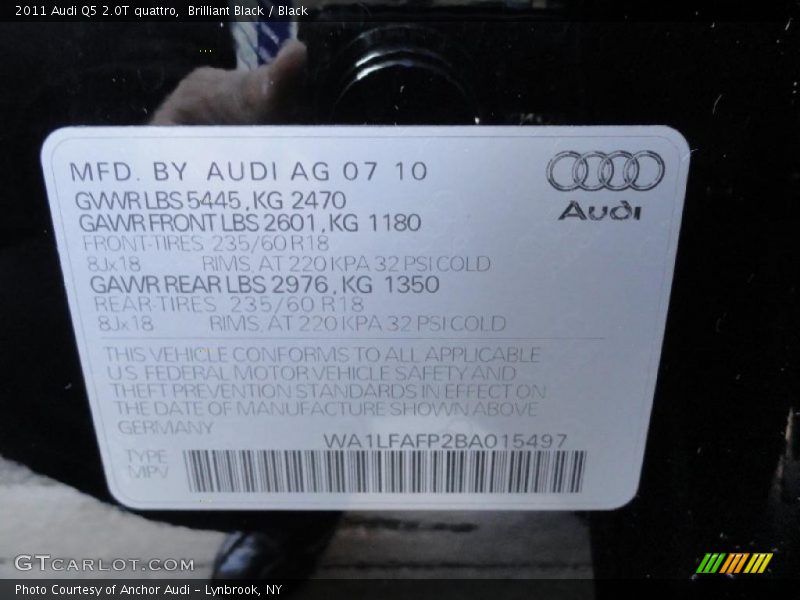 2011 Audi Q5 2.0T quattro,  Brilliant Black / Black
MFD. BY AUDI AG 07 10
GVWR LBS 5445 , KG 2470
GAWR FRONT LBS 2601 , KG 1180
FRONT-TIRES 235/60 R18
8Jx18 RIMS, AT 220 KPA 32 PSI COLD
GAWR REAR LBS 2976 , KG 1350
REAR-TIRES 235/60 R18
8Jx18 RIMS, AT 220 KPA 32 PSI COLD
Audi
THIS VEHICLE CONFORMS TO ALL APPLICABLE
U.S. FEDERAL MOTOR VEHICLE SAFETY AND
THEFT PREVENTION STANDARDS IN EFFECT ON
THE DATE OF MANUFACTURE SHOWN ABOVE
GERMANY
WA1LFAFP2BA015497
TYPE
MPV
GTCARLOT.COM
Photo Courtesy of Anchor Audi – Lynbrook, NY